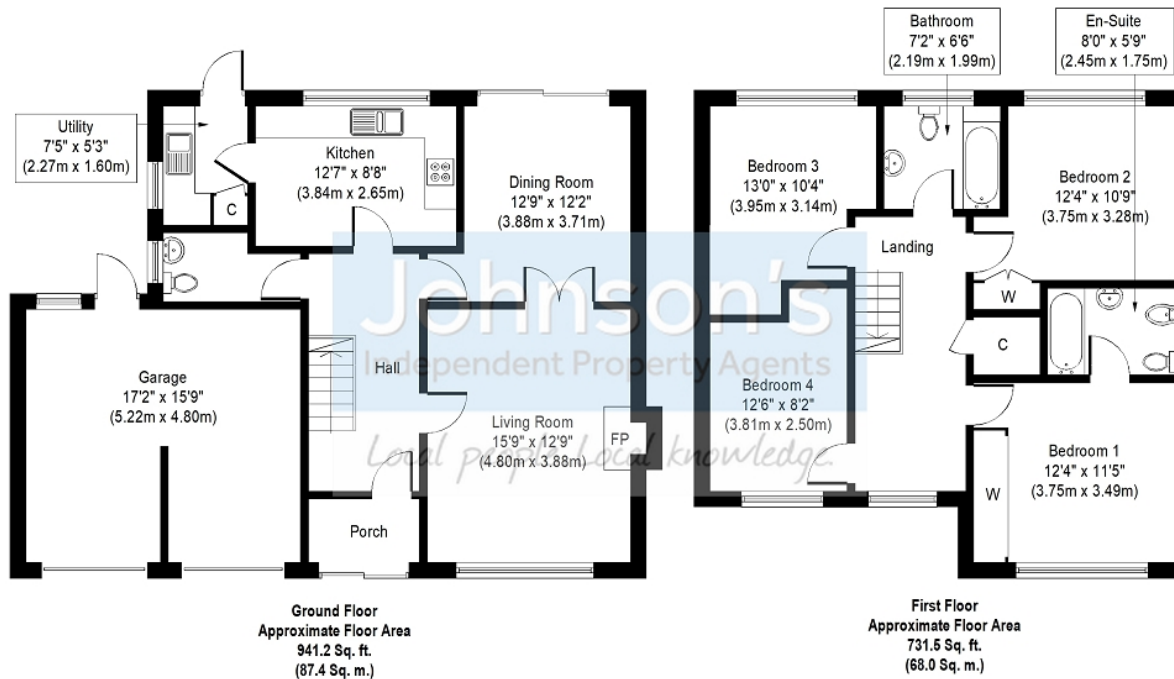 Utility
7'5" x 5'3"
(2.27m x 1.60m)
Kitchen
12'7" x 8'8"
(3.84m x 2.65m)
C
Dining Room
12'9" x 12'2"
(3.88m x 3.71m)
Garage
17'2" x 15'9"
(5.22m x 4.80m)
Hall
Living Room
15'9" x 12'9"
(4.80m x 3.88m)
FP
Porch
Ground Floor
Approximate Floor Area
941.2 Sq. ft.
(87.4 Sq. m.)
Bathroom
7'2" x 6'6"
(2.19m x 1.99m)
En-Suite
8'0" x 5'9"
(2.45m x 1.75m)
Bedroom 3
13'0" x 10'4"
(3.95m x 3.14m)
Bedroom 2
12'4" x 10'9"
(3.75m x 3.28m)
Landing
W
C
Bedroom 4
12'6" x 8'2"
(3.81m x 2.50m)
Bedroom 1
12'4" x 11'5"
(3.75m x 3.49m)
W
First Floor
Approximate Floor Area
731.5 Sq. ft.
(68.0 Sq. m.)
Johnson's
Independent Property Agents
Local people Local knowledge.